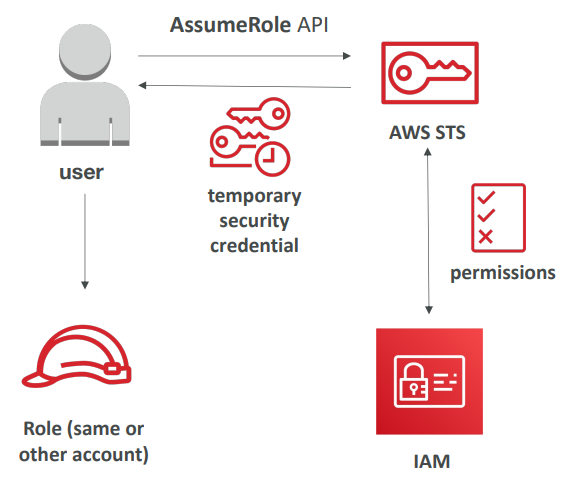 AssumeRole API
user
AWS STS
temporary
security
credential
permissions
Role (same or
other account)
IAM